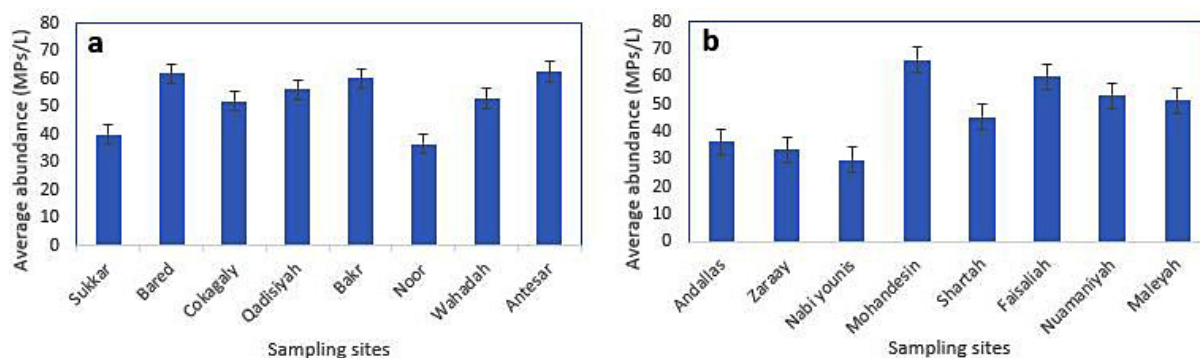 a
Average abundance (MPs/L)
80
70
60
50
40
30
20
10
0
Sukkar
Bared
Cokagaly
Qadisiyah
Bakr
Noor
Wahadah
Antesar
Sampling sites
b
Average abundance (MPs/L)
80
70
60
50
40
30
20
10
0
Andallas
Zaraay
Nabi younis
Mohandesin
Shartah
Faisaliah
Nuamaniyah
Maleyah
Sampling sites